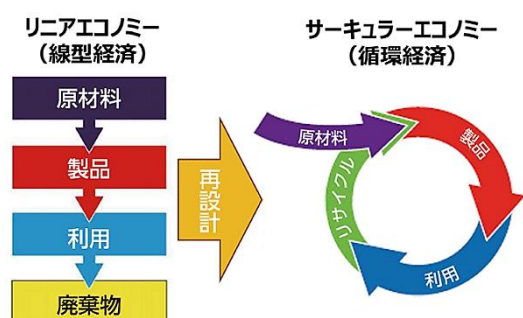 リニアエコノミー
（線型経済）
原材料
製品
利用
廃棄物
再設計
サーキュラーエコノミー
（循環経済）
原材料
製品
利用
リサイクル